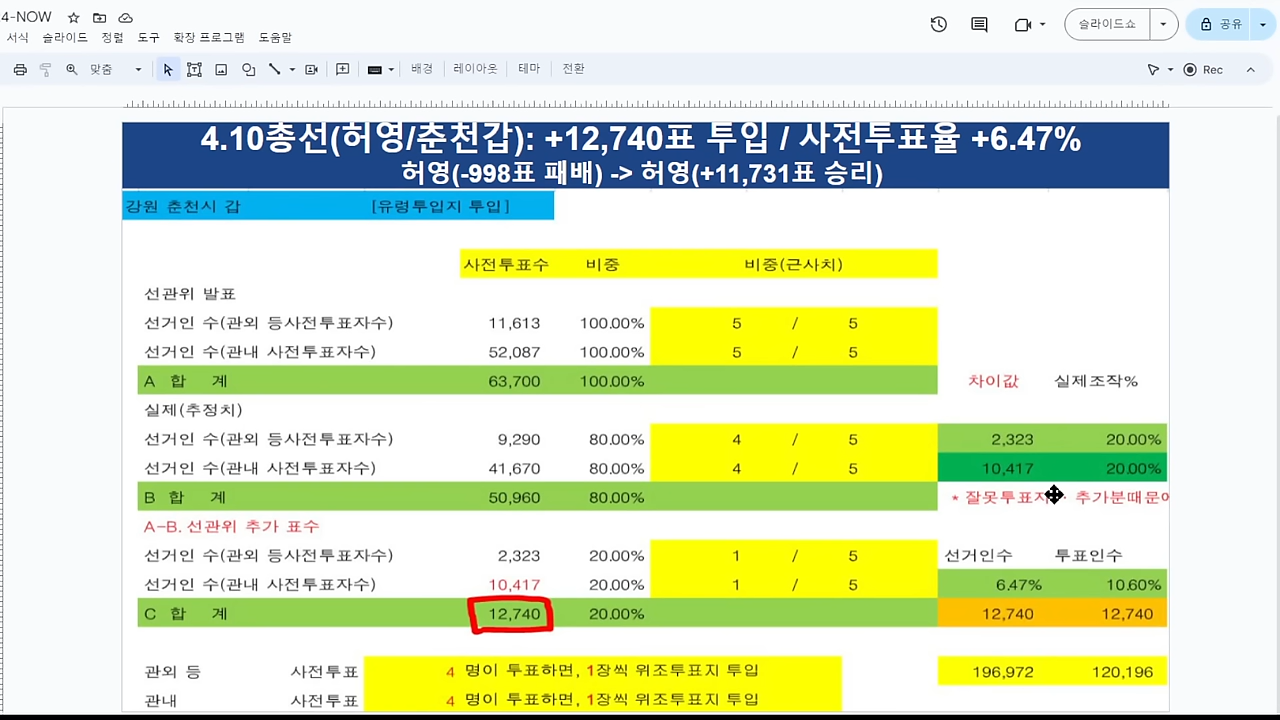 4-NOW
서식 슬라이드 정렬 도구 확장 프로그램 도움말
슬라이드쇼
공유
맞춤
배경 레이아웃 테마 전환
Rec
4.10총선(허영/춘천갑): +12,740표 투입 / 사전투표율 +6.47%
허영(-998표 패배) -> 허영(+11,731표 승리)
강원 춘천시 갑 [유령투입지 투입]
사전투표수 비중 비중(근사치)
선관위 발표
선거인 수(관외 등사전투표자수) 11,613 100.00% 5 / 5
선거인 수(관내 사전투표자수) 52,087 100.00% 5 / 5
A 합 계 63,700 100.00% 차이값 실제조작%
실제(추정치)
선거인 수(관외 등사전투표자수) 9,290 80.00% 4 / 5 2,323 20.00%
선거인 수(관내 사전투표자수) 41,670 80.00% 4 / 5 10,417 20.00%
B 합 계 50,960 80.00% * 잘못투표지 추가분때문에
A-B. 선관위 추가 표수
선거인 수(관외 등사전투표자수) 2,323 20.00% 1 / 5 선거인수 투표인수
선거인 수(관내 사전투표자수) 10,417 20.00% 1 / 5 6.47% 10.60%
C 합 계 12,740 20.00% 12,740 12,740
관외 등 사전투표 4 명이 투표하면, 1장씩 위조투표지 투입 196,972 120,196
관내 사전투표 4 명이 투표하면, 1장씩 위조투표지 투입